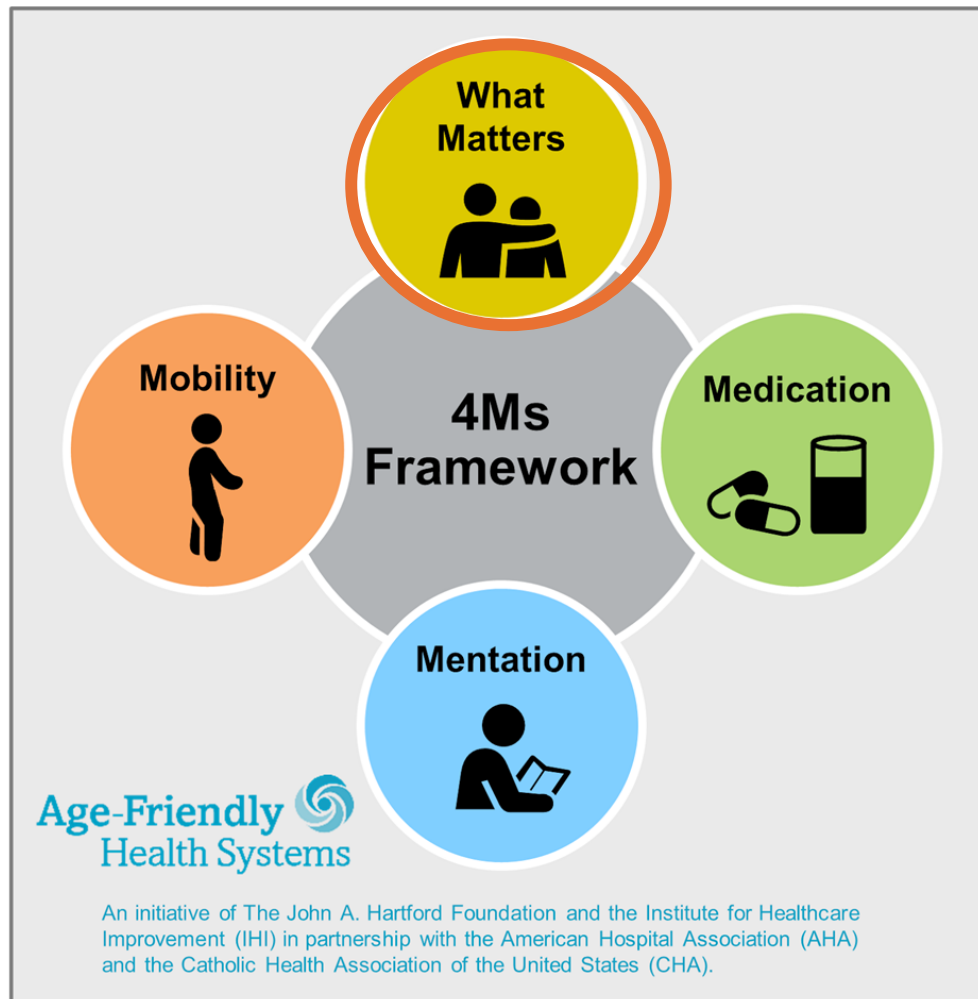 What
Matters
Mobility
4Ms
Framework
Medication
Mentation
Age-Friendly
Health Systems
An initiative of The John A. Hartford Foundation and the Institute for Healthcare
Improvement (IHI) in partnership with the American Hospital Association (AHA)
and the Catholic Health Association of the United States (CHA).